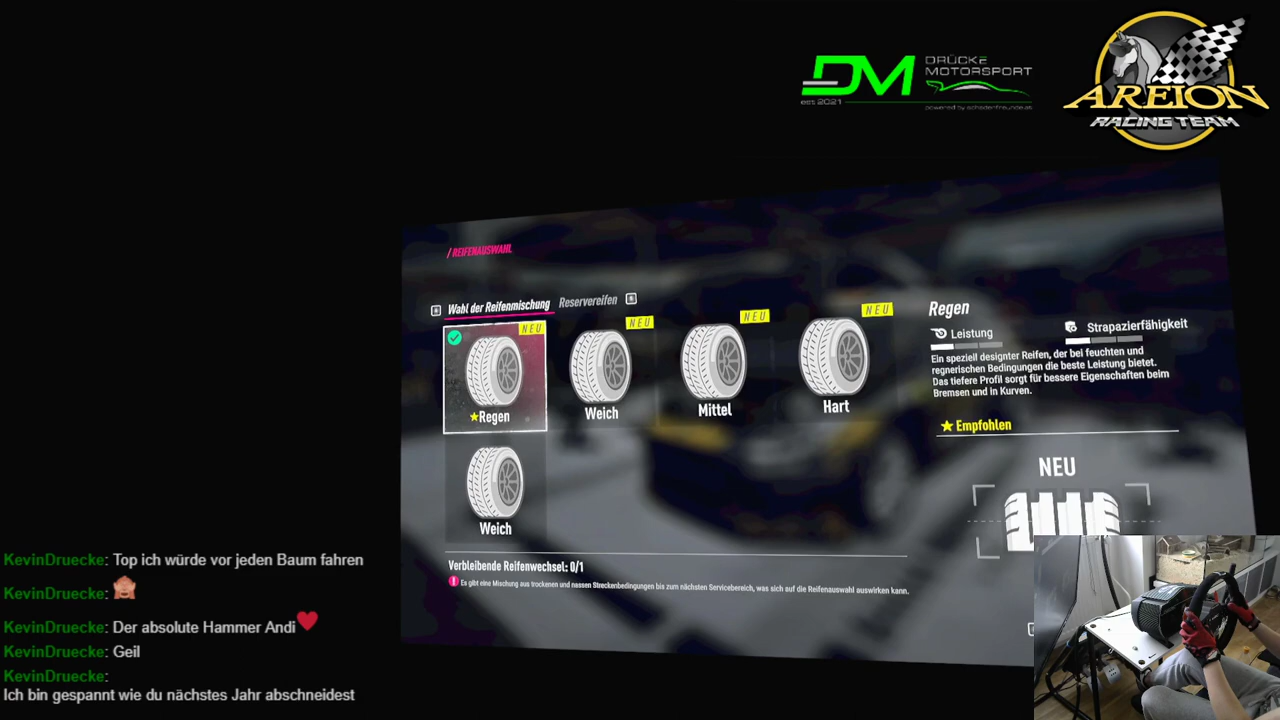 DM
DRÜCKE
MOTORSPORT
est. 2021
powered by schadenfreunde.at
AREION
RACING TEAM
/ REIFENAUSWAHL
Wahl der Reifenmischung
Reservereifen
NEU
NEU
NEU
NEU
Regen
Weich
Mittel
Hart
Weich
Regen
Leistung
Strapazierfähigkeit
Ein speziell designter Reifen, der bei feuchten und
regnerischen Bedingungen die beste Leistung bietet.
Das tiefere Profil sorgt für bessere Eigenschaften beim
Bremsen und in Kurven.
Empfohlen
NEU
Verbleibende Reifenwechsel: 0/1
Es gibt eine Mischung aus trockenen und nassen Streckenbedingungen bis zum nächsten Servicebereich, was sich auf die Reifenauswahl auswirken kann.
KevinDruecke: Top ich würde vor jeden Baum fahren
KevinDruecke:
KevinDruecke: Der absolute Hammer Andi
KevinDruecke: Geil
KevinDruecke:
Ich bin gespannt wie du nächstes Jahr abschneidest